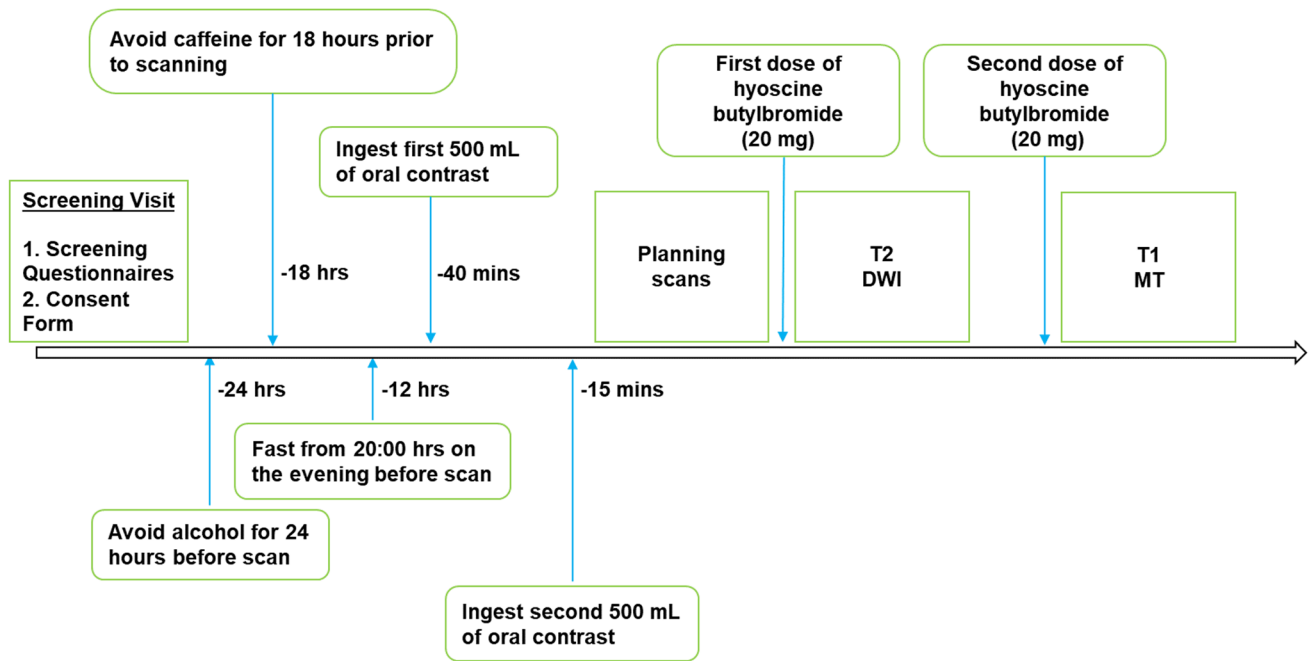 Avoid caffeine for 18 hours prior
to scanning
First dose of
hyoscine
butylbromide
(20 mg)
Second dose of
hyoscine
butylbromide
(20 mg)
Ingest first 500 mL
of oral contrast
Screening Visit
1. Screening
Questionnaires
2. Consent
Form
-18 hrs
-40 mins
Planning
scans
T2
DWI
T1
MT
-24 hrs
-12 hrs
-15 mins
Fast from 20:00 hrs on
the evening before scan
Avoid alcohol for 24
hours before scan
Ingest second 500 mL
of oral contrast